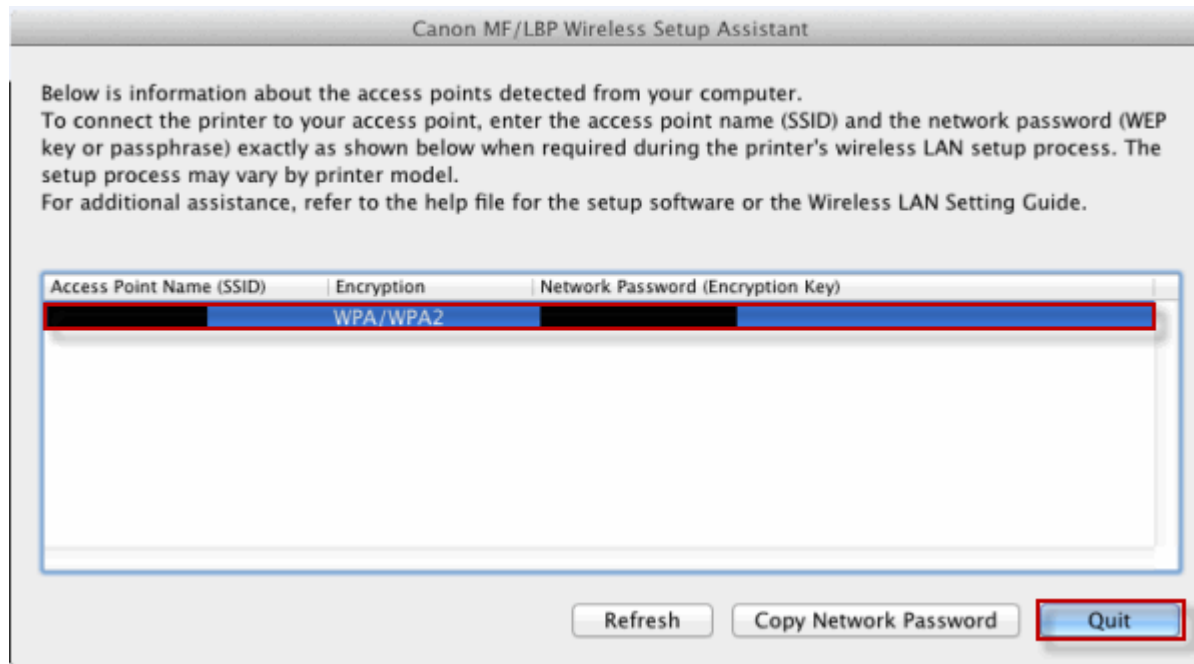 Canon MF/LBP Wireless Setup Assistant
Below is information about the access points detected from your computer.
To connect the printer to your access point, enter the access point name (SSID) and the network password (WEP
key or passphrase) exactly as shown below when required during the printer's wireless LAN setup process. The
setup process may vary by printer model.
For additional assistance, refer to the help file for the setup software or the Wireless LAN Setting Guide.
Access Point Name (SSID) Encryption Network Password (Encryption Key)
WPA/WPA2
Refresh Copy Network Password Quit